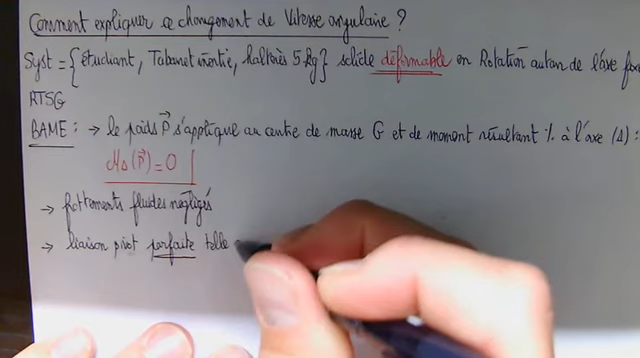 Comment expliquer ce changement de Vitesse angulaire ?
Syst = {étudiant, Tabouret inertie, haltères 5 kg} solide déformable en Rotation autour de l'axe
RTSG
BAME : → le poids P⃗ s'applique au centre de masse G et de moment résultant % à l'axe (Δ) :
M_Δ(P⃗) = 0
→ frottements fluides négligés
→ liaison pivot parfaite telle